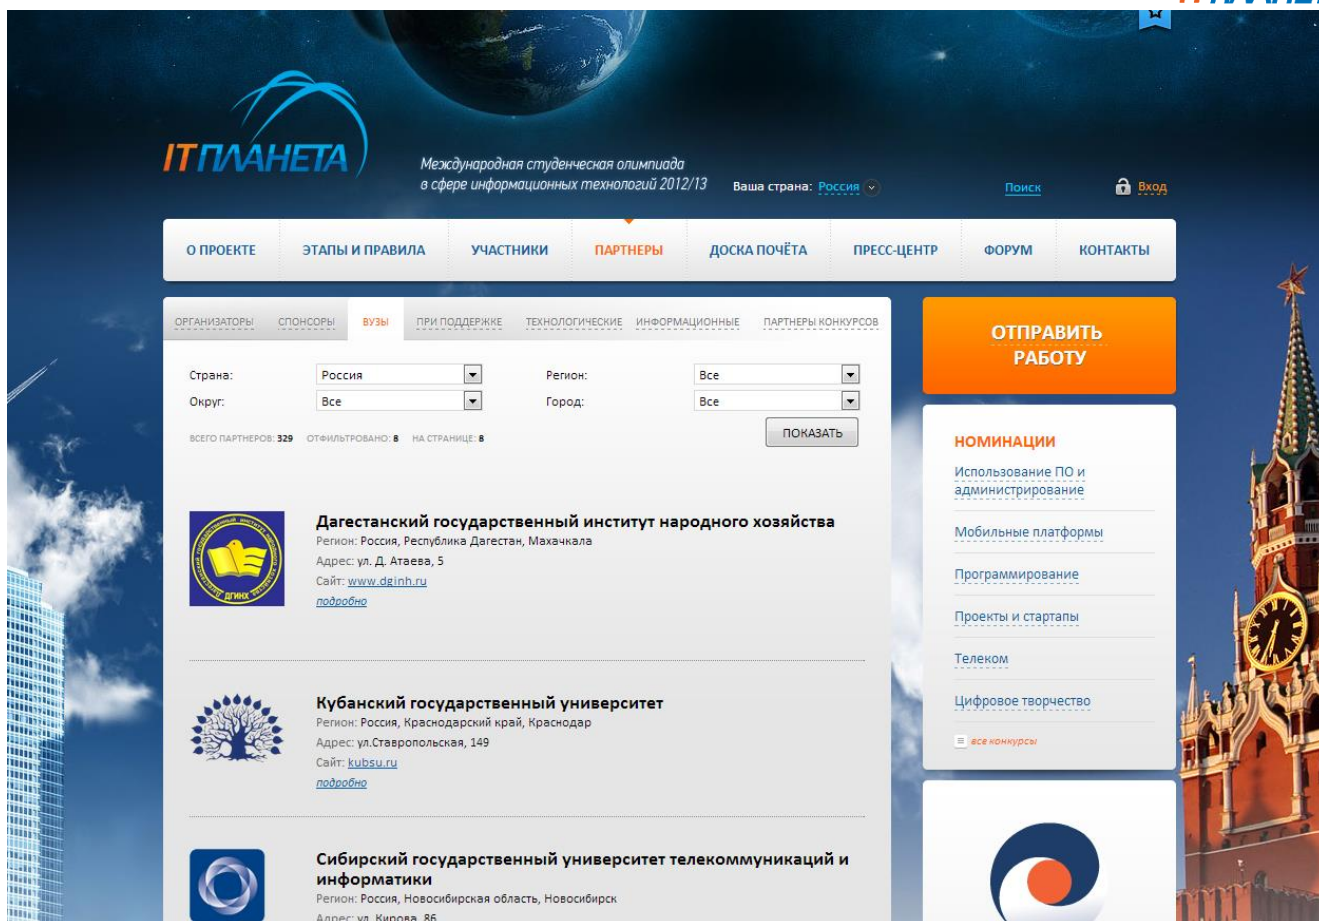 IT ПЛАНЕТА
Международная студенческая олимпиада
в сфере информационных технологий 2012/13
Ваша страна: Россия
Поиск
Вход
О ПРОЕКТЕ
ЭТАПЫ И ПРАВИЛА
УЧАСТНИКИ
ПАРТНЕРЫ
ДОСКА ПОЧЁТА
ПРЕСС-ЦЕНТР
ФОРУМ
КОНТАКТЫ
ОРГАНИЗАТОРЫ
СПОНСОРЫ
ВУЗЫ
ПРИ ПОДДЕРЖКЕ
ТЕХНОЛОГИЧЕСКИЕ
ИНФОРМАЦИОННЫЕ
ПАРТНЕРЫ КОНКУРСОВ
Страна: Россия
Регион: Все
Округ: Все
Город: Все
ВСЕГО ПАРТНЕРОВ: 329 ОТФИЛЬТРОВАНО: 8 НА СТРАНИЦЕ: 8
ПОКАЗАТЬ
Дагестанский государственный институт народного хозяйства
Регион: Россия, Республика Дагестан, Махачкала
Адрес: ул. Д. Атаева, 5
Сайт: www.dginh.ru
подробно
ДГИНХ
Кубанский государственный университет
Регион: Россия, Краснодарский край, Краснодар
Адрес: ул.Ставропольская, 149
Сайт: kubsu.ru
подробно
Сибирский государственный университет телекоммуникаций и
информатики
Регион: Россия, Новосибирская область, Новосибирск
Адрес: ул. Кирова, 86
ОТПРАВИТЬ
РАБОТУ
НОМИНАЦИИ
Использование ПО и
администрирование
Мобильные платформы
Программирование
Проекты и стартапы
Телеком
Цифровое творчество
все конкурсы